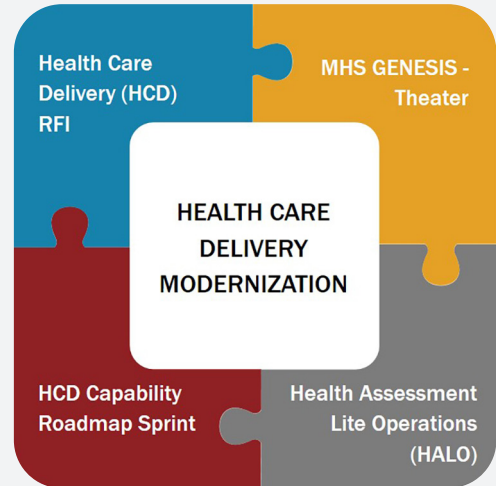 Health Care
Delivery (HCD)
RFI
MHS GENESIS -
Theater
HEALTH CARE
DELIVERY
MODERNIZATION
HCD Capability
Roadmap Sprint
Health Assessment
Lite Operations
(HALO)